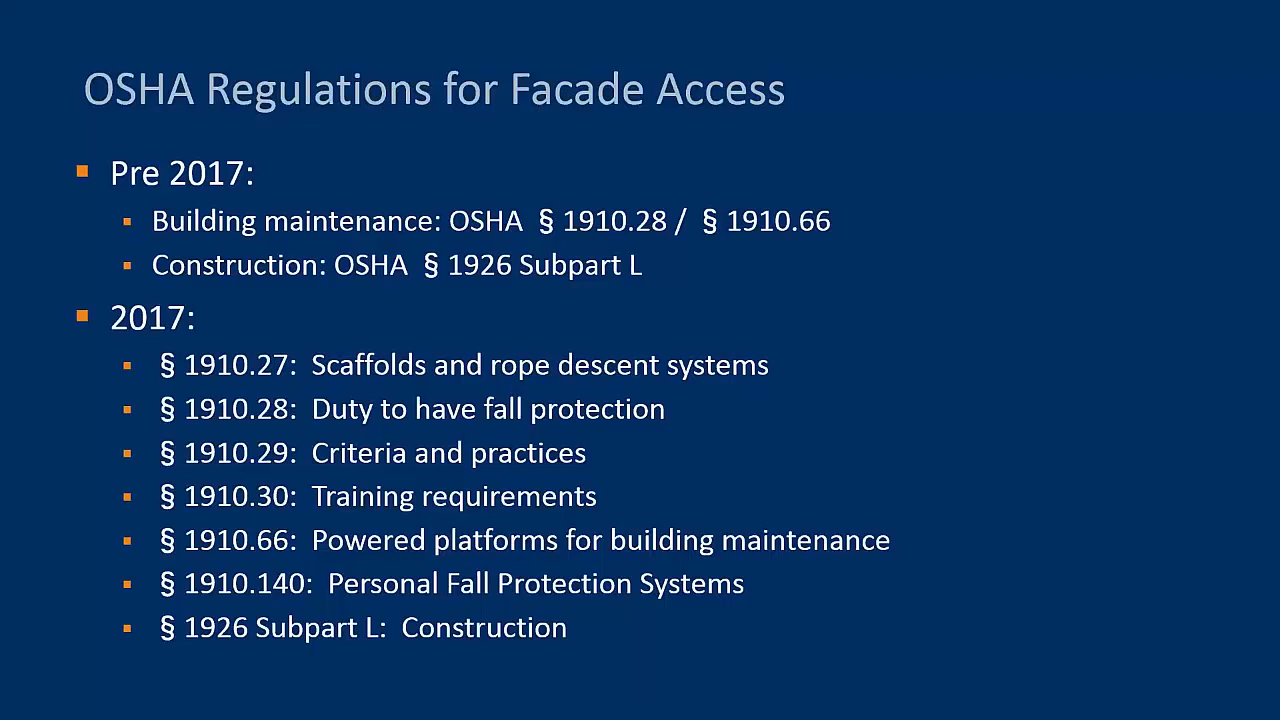 OSHA Regulations for Facade Access
Pre 2017:
Building maintenance: OSHA § 1910.28 / § 1910.66
Construction: OSHA § 1926 Subpart L
2017:
§ 1910.27: Scaffolds and rope descent systems
§ 1910.28: Duty to have fall protection
§ 1910.29: Criteria and practices
§ 1910.30: Training requirements
§ 1910.66: Powered platforms for building maintenance
§ 1910.140: Personal Fall Protection Systems
§ 1926 Subpart L: Construction